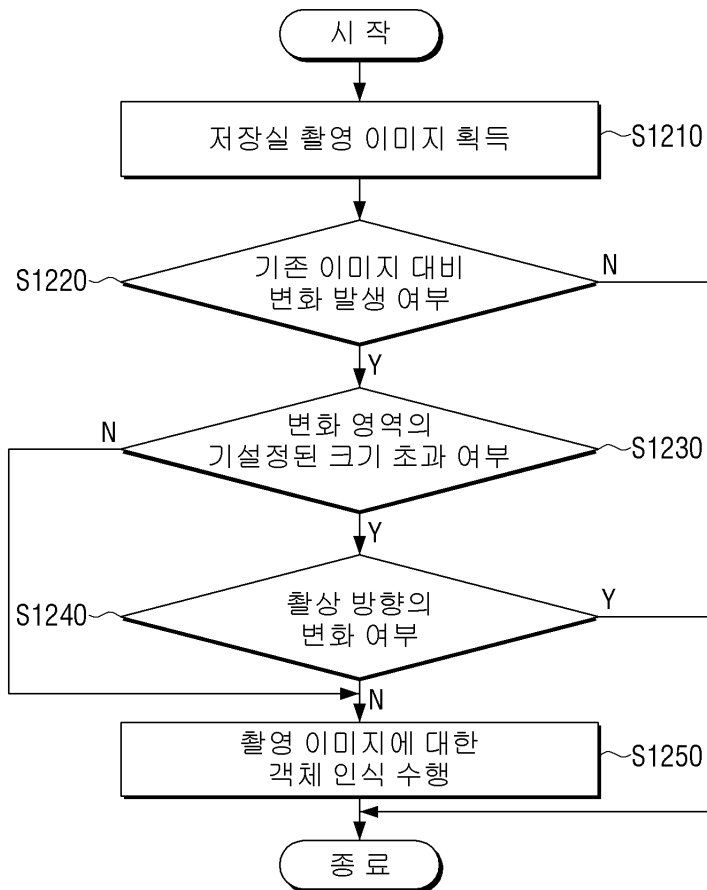 시 작
저장실 촬영 이미지 획득
S1210
기존 이미지 대비
변화 발생 여부
S1220
N
Y
변화 영역의
기설정된 크기 초과 여부
S1230
N
Y
촬상 방향의
변화 여부
S1240
Y
N
촬영 이미지에 대한
객체 인식 수행
S1250
종 료